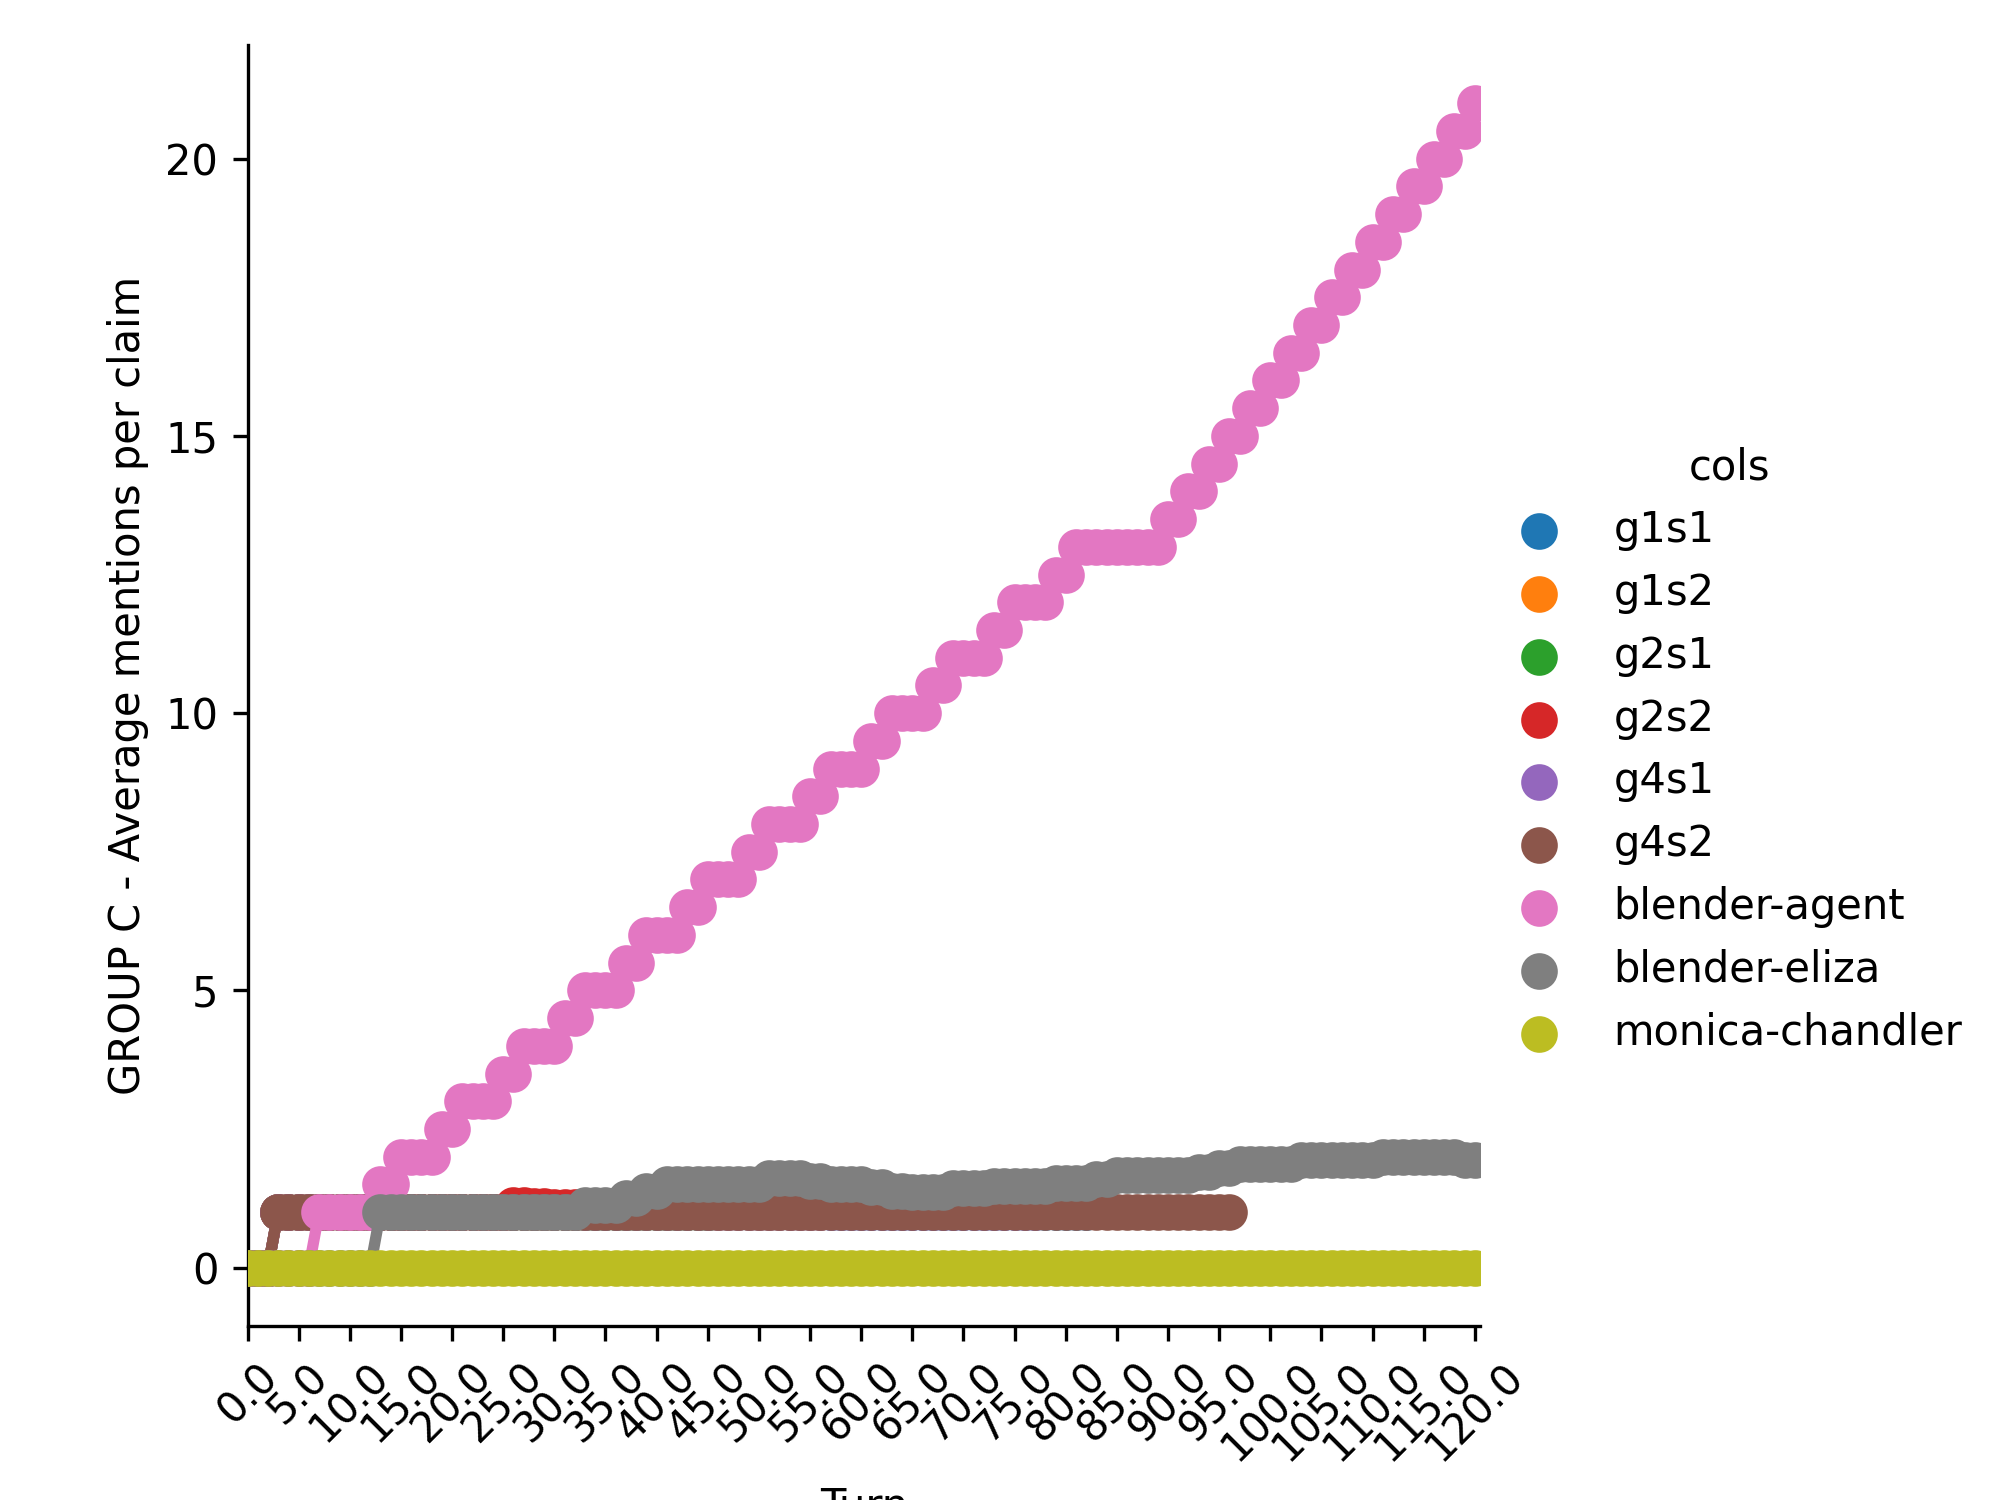 GROUP C - Average mentions per claim
20
15
10
5
0
0.0
5.0
10.0
15.0
20.0
25.0
30.0
35.0
40.0
45.0
50.0
55.0
60.0
65.0
70.0
75.0
80.0
85.0
90.0
95.0
100.0
105.0
110.0
115.0
120.0
Turn
cols
g1s1
g1s2
g2s1
g2s2
g4s1
g4s2
blender-agent
blender-eliza
monica-chandler